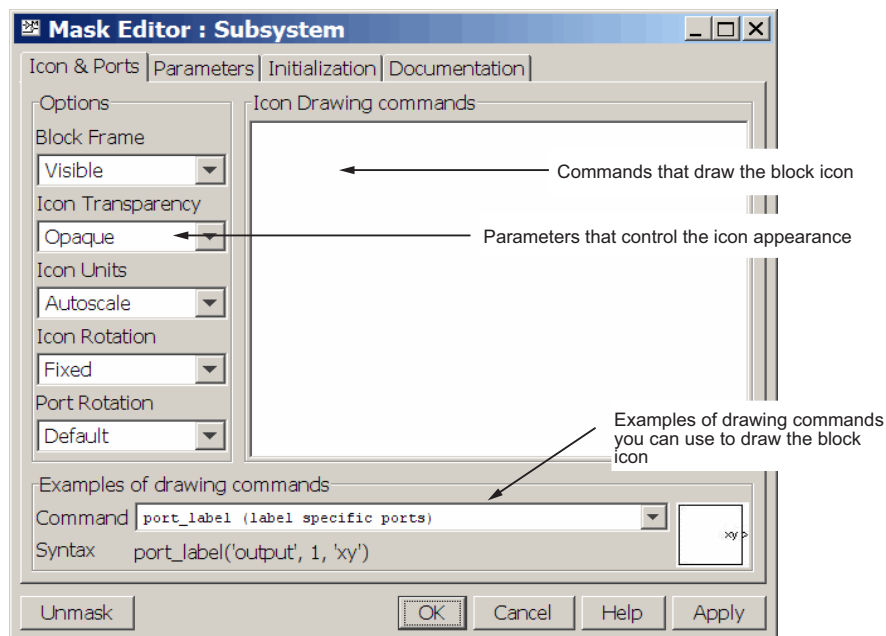 Mask Editor : Subsystem
Icon & Ports Parameters Initialization Documentation
Options
Icon Drawing commands
Block Frame
Visible
Commands that draw the block icon
Icon Transparency
Opaque
Parameters that control the icon appearance
Icon Units
Autoscale
Icon Rotation
Fixed
Port Rotation
Default
Examples of drawing commands
you can use to draw the block
icon
Examples of drawing commands
Command port_label (label specific ports)
xy >
Syntax port_label('output', 1, 'xy')
Unmask OK Cancel Help Apply